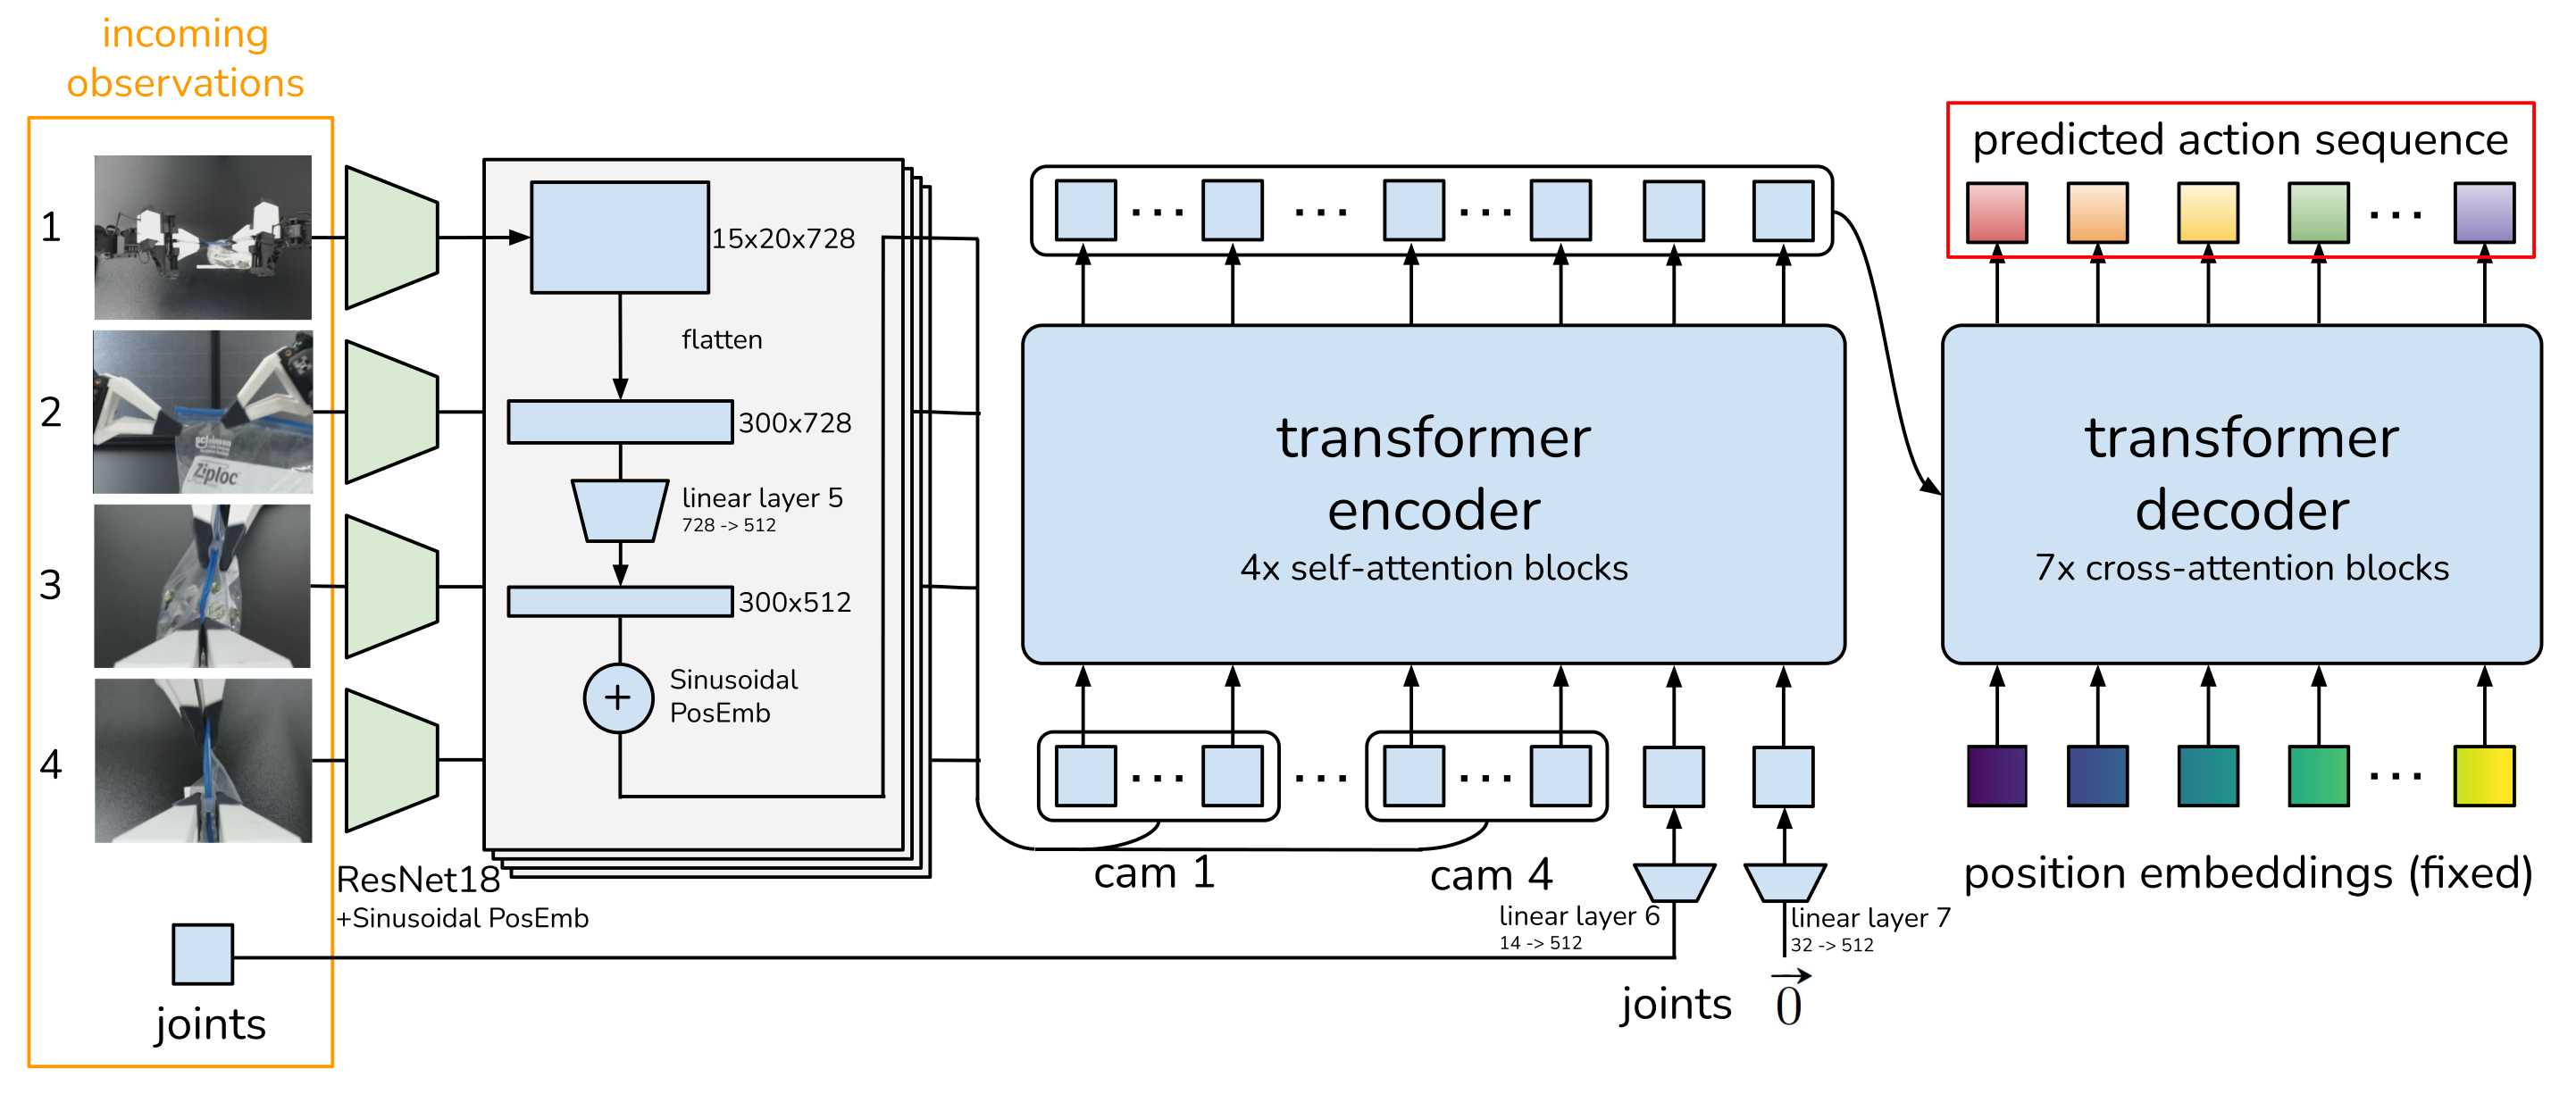 incoming
observations
1
2
3
4
Ziploc
joints
ResNet18
+Sinusoidal PosEmb
15x20x728
flatten
300x728
linear layer 5
728 -> 512
300x512
+
Sinusoidal
PosEmb
transformer
encoder
4x self-attention blocks
cam 1
cam 4
linear layer 6
14 -> 512
linear layer 7
32 -> 512
joints
0
predicted action sequence
transformer
decoder
7x cross-attention blocks
position embeddings (fixed)